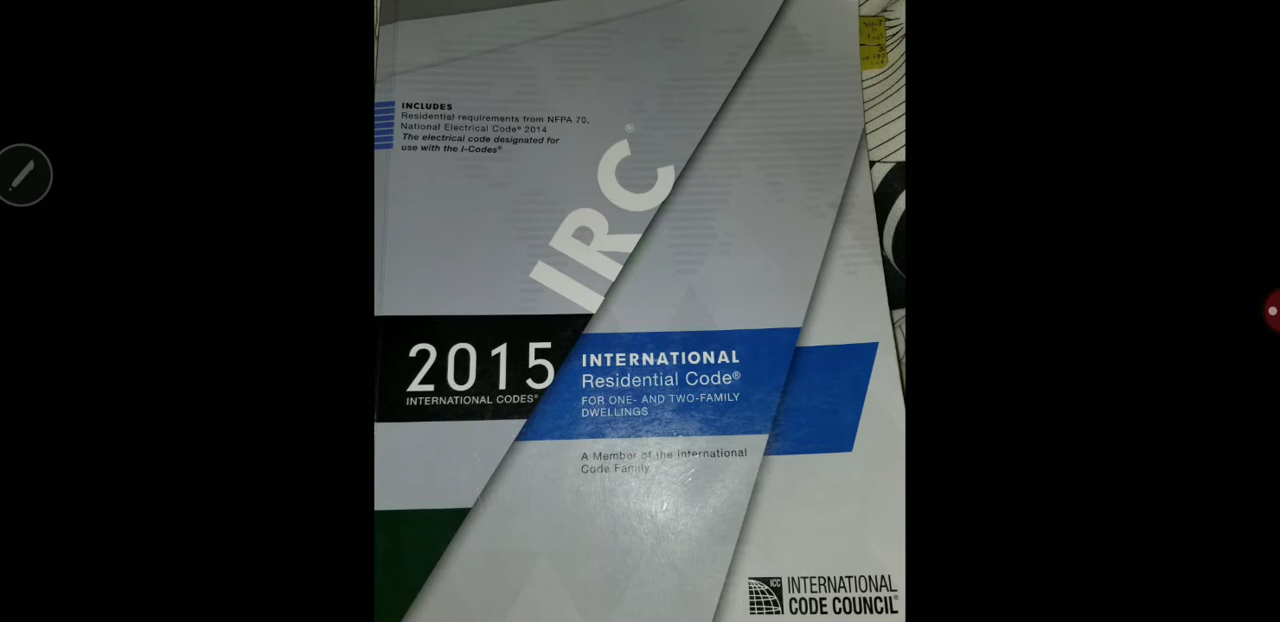 INCLUDES
Residential requirements from NFPA 70,
National Electrical Code® 2014
The electrical code designated for
use with the I-Codes®
IRC®
2015
INTERNATIONAL CODES®
INTERNATIONAL
Residential Code®
FOR ONE- AND TWO-FAMILY
DWELLINGS
A Member of the International
Code Family
ICC
INTERNATIONAL
CODE COUNCIL®